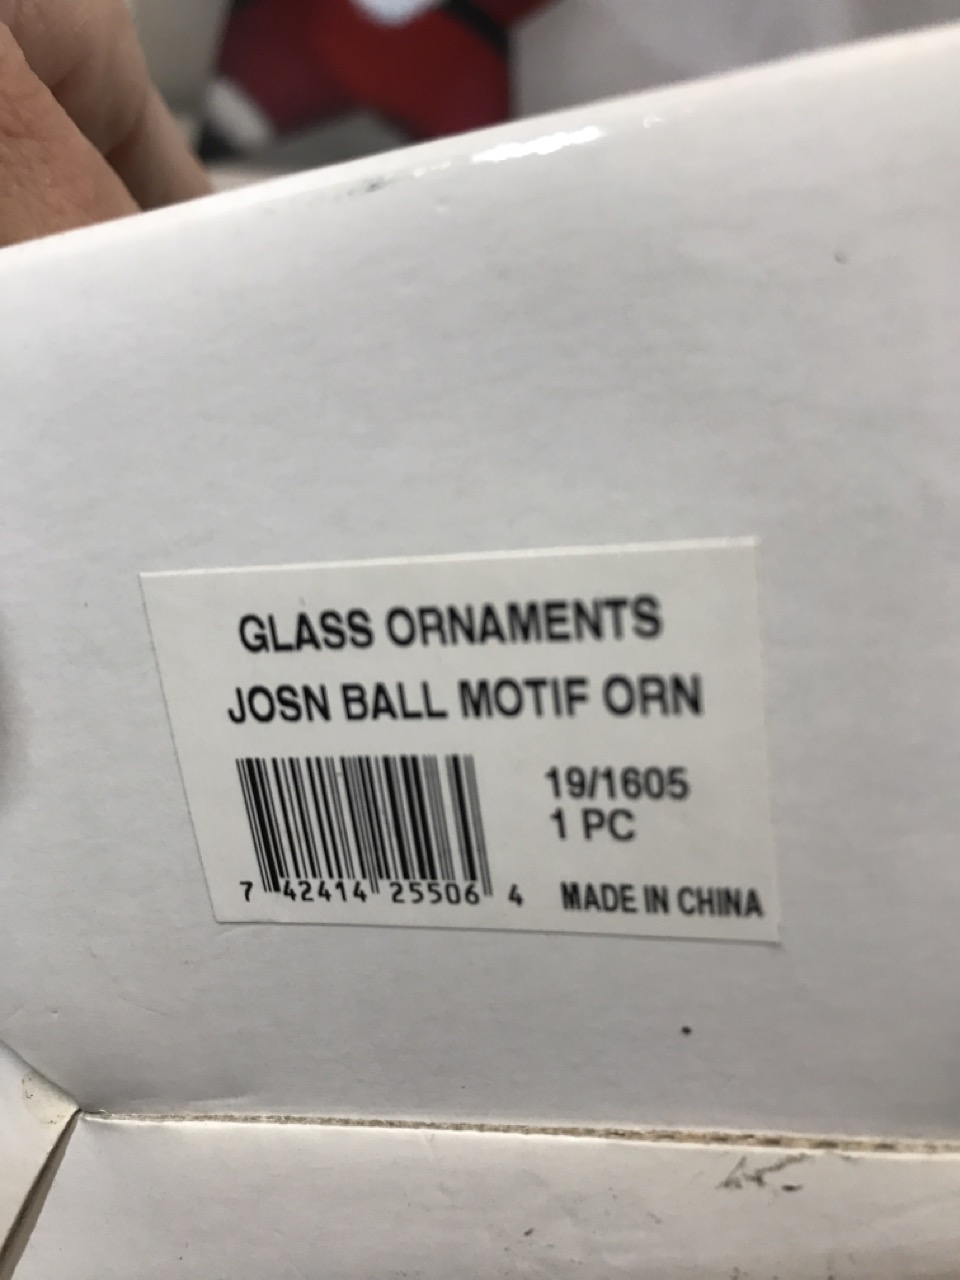 GLASS ORNAMENTS
JOSN BALL MOTIF ORN
19/1605
1 PC
7 42414 25506 4
MADE IN CHINA